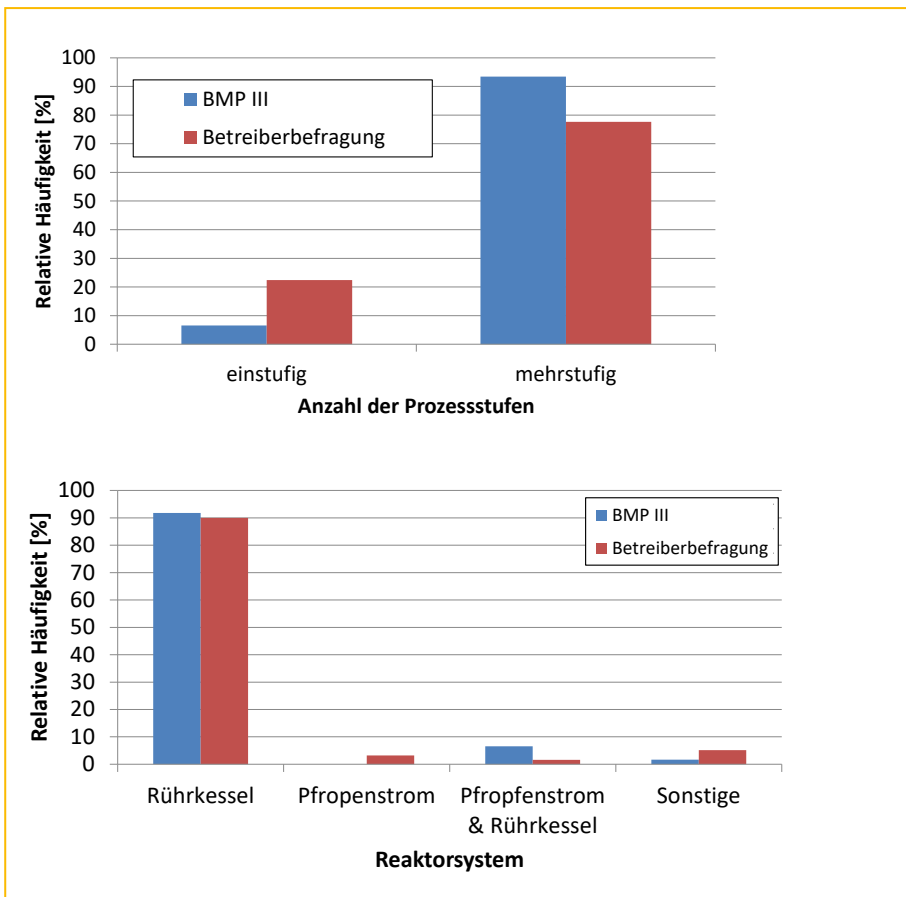 Relative Häufigkeit [%]
100
90
80
70
60
50
40
30
20
10
0
BMP III
Betreiberbefragung
einstufig
mehrstufig
Anzahl der Prozessstufen
Relative Häufigkeit [%]
100
90
80
70
60
50
40
30
20
10
0
BMP III
Betreiberbefragung
Rührkessel
Pfropenstrom
Pfropfenstrom
& Rührkessel
Sonstige
Reaktorsystem